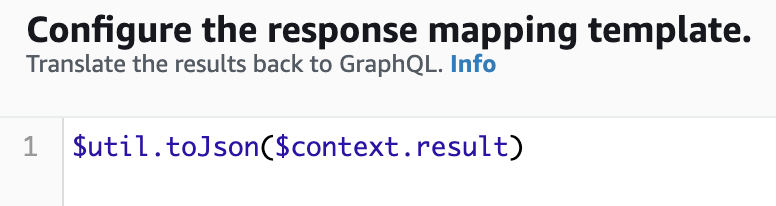 Configure the response mapping template.
Translate the results back to GraphQL. Info
1 $util.toJson($context.result)